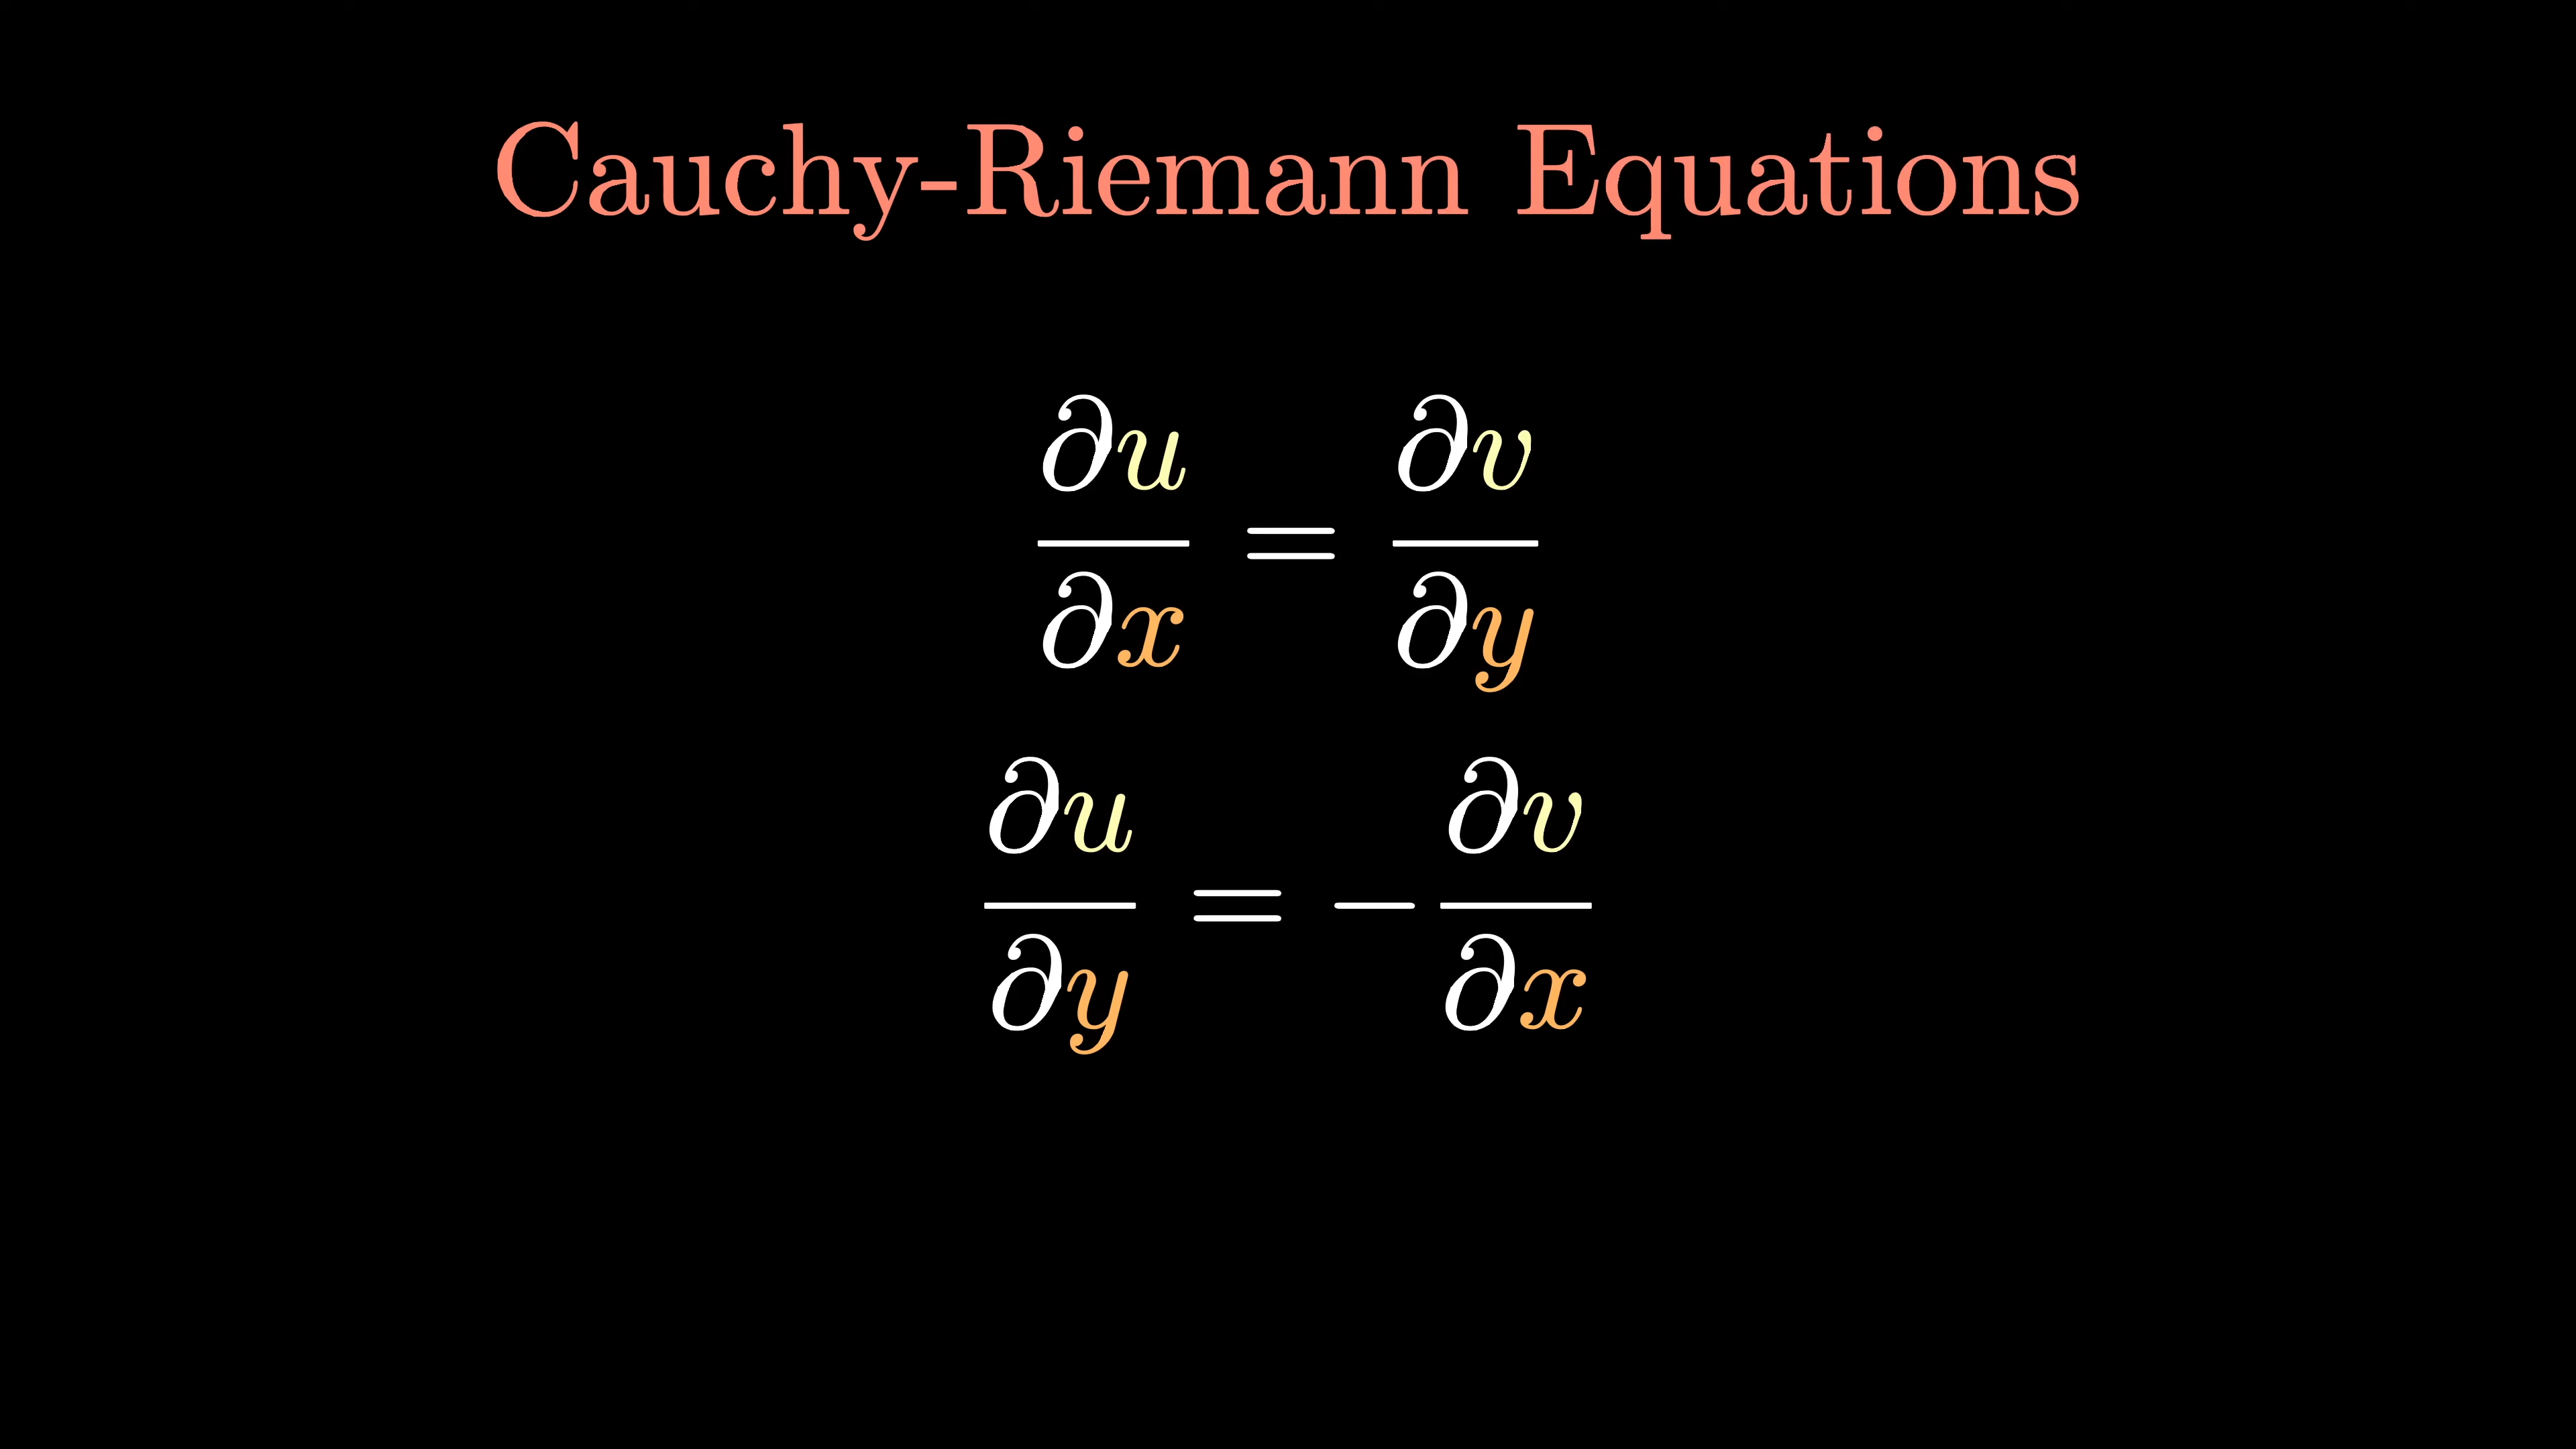 Cauchy-Riemann Equations
∂u/∂x = ∂v/∂y
∂u/∂y = −∂v/∂x